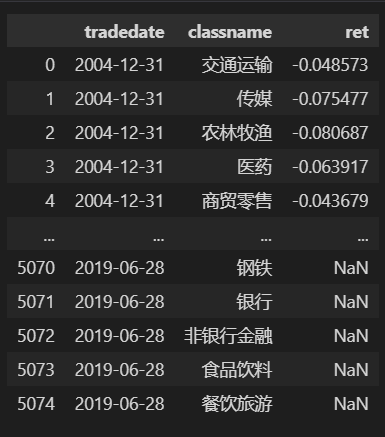 tradedate classname ret
0 2004-12-31 交通运输 -0.048573
1 2004-12-31 传媒 -0.075477
2 2004-12-31 农林牧渔 -0.080687
3 2004-12-31 医药 -0.063917
4 2004-12-31 商贸零售 -0.043679
... ... ... ...
5070 2019-06-28 钢铁 NaN
5071 2019-06-28 银行 NaN
5072 2019-06-28 非银行金融 NaN
5073 2019-06-28 食品饮料 NaN
5074 2019-06-28 餐饮旅游 NaN